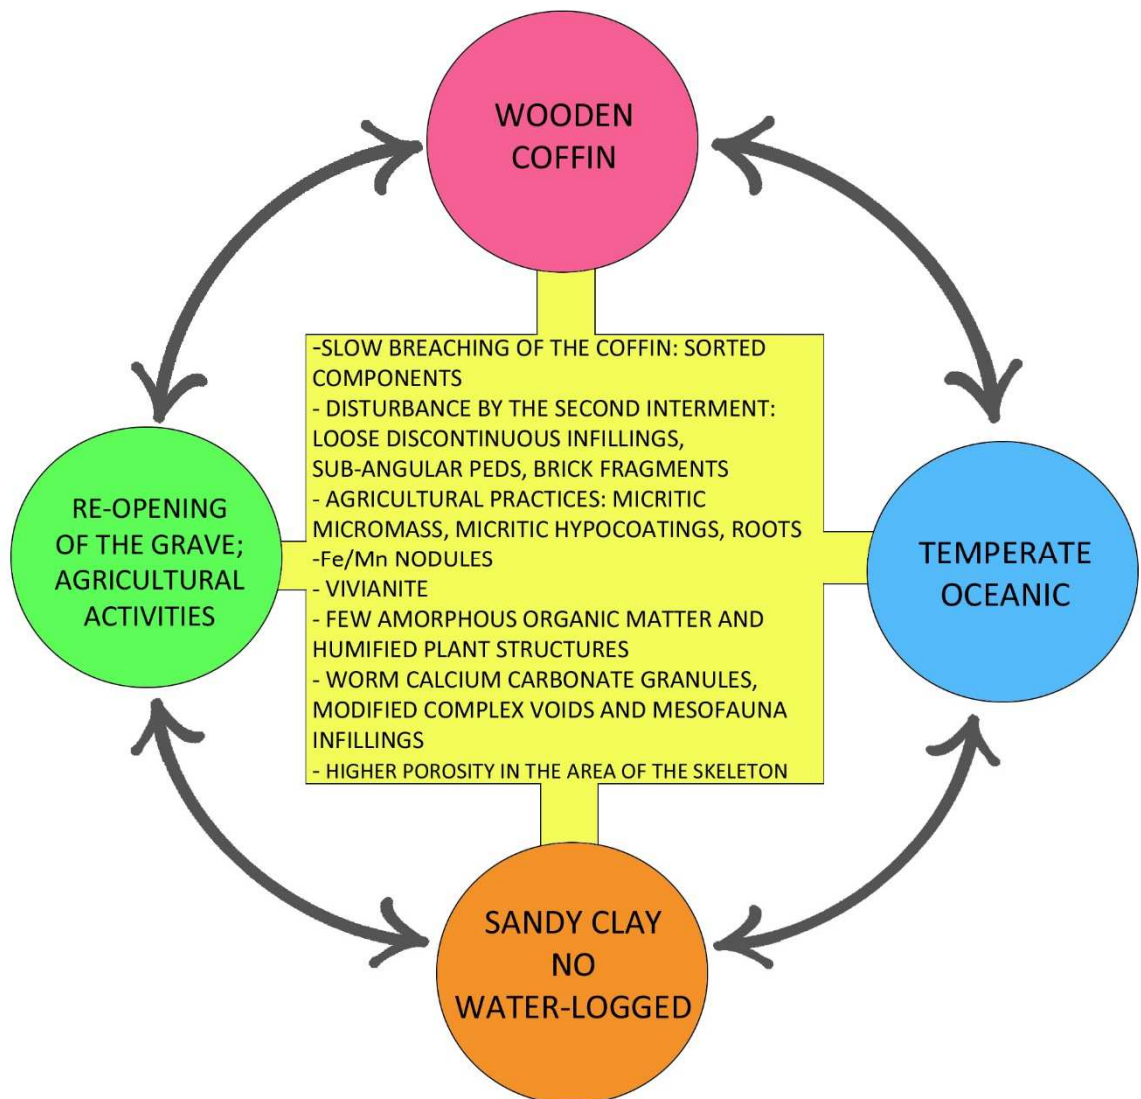 WOODEN
COFFIN
-SLOW BREACHING OF THE COFFIN: SORTED
COMPONENTS
- DISTURBANCE BY THE SECOND INTERMENT:
LOOSE DISCONTINUOUS INFILLINGS,
SUB-ANGULAR PEDS, BRICK FRAGMENTS
- AGRICULTURAL PRACTICES: MICRITIC
MICROMASS, MICRITIC HYPOCOATINGS, ROOTS
-Fe/Mn NODULES
- VIVIANITE
- FEW AMORPHOUS ORGANIC MATTER AND
HUMIFIED PLANT STRUCTURES
- WORM CALCIUM CARBONATE GRANULES,
MODIFIED COMPLEX VOIDS AND MESOFAUNA
INFILLINGS
- HIGHER POROSITY IN THE AREA OF THE SKELETON
RE-OPENING
OF THE GRAVE;
AGRICULTURAL
ACTIVITIES
TEMPERATE
OCEANIC
SANDY CLAY
NO
WATER-LOGGED